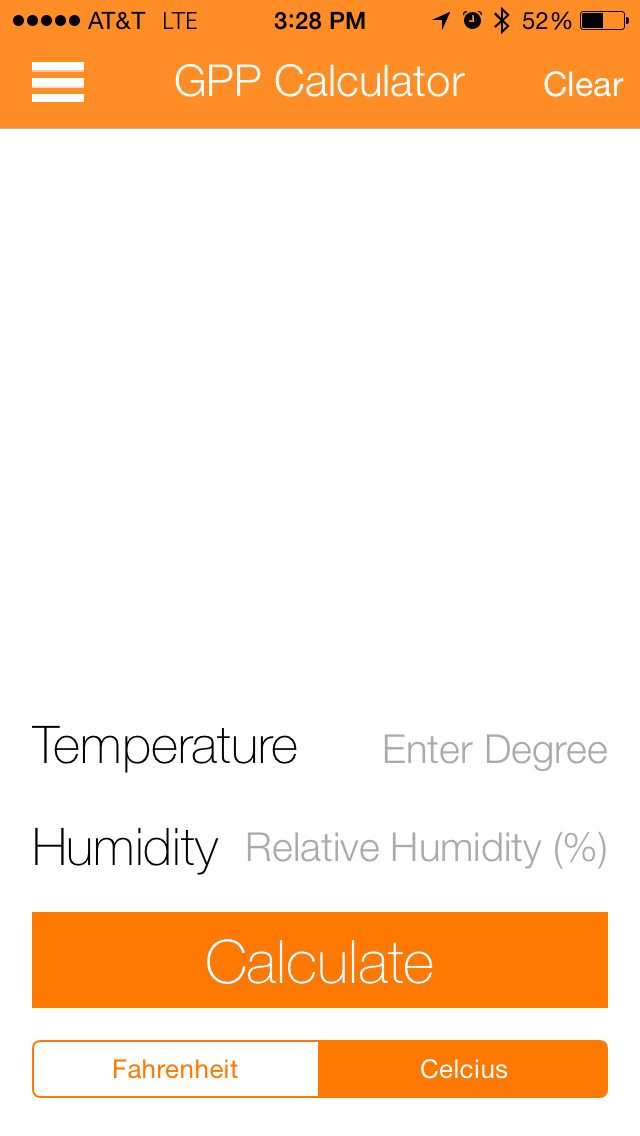 AT&T LTE 3:28 PM 52%
GPP Calculator Clear
Temperature Enter Degree
Humidity Relative Humidity (%)
Calculate
Fahrenheit Celcius